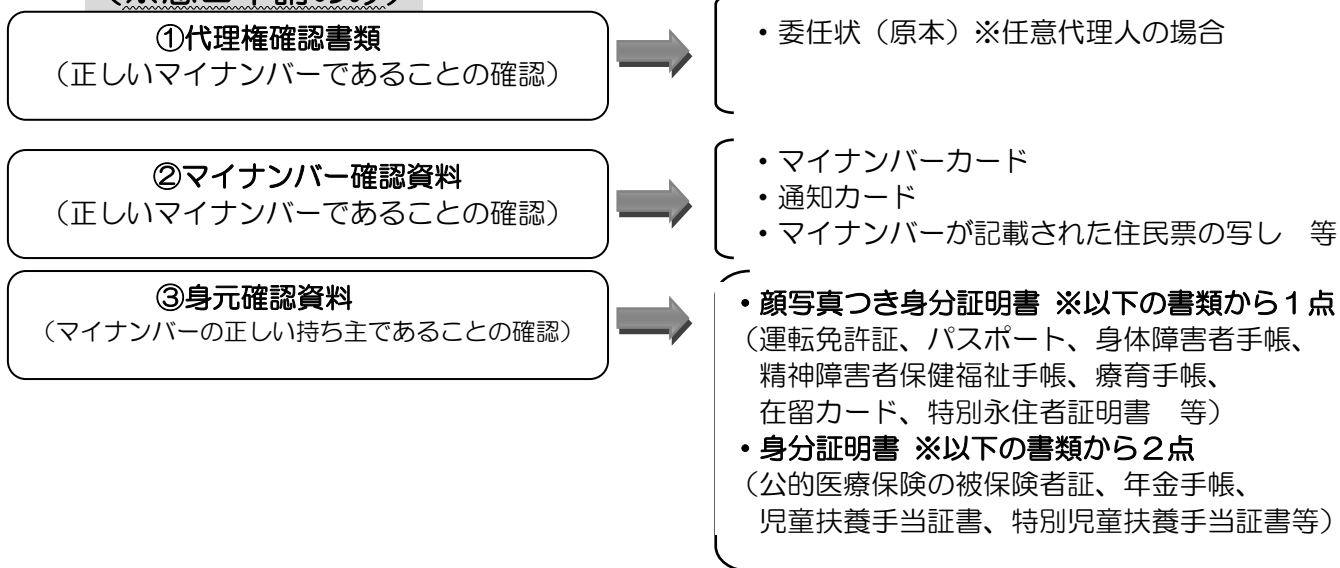 ①代理権確認書類
（正しいマイナンバーであることの確認）
・委任状（原本）※任意代理人の場合
②マイナンバー確認資料
（正しいマイナンバーであることの確認）
・マイナンバーカード
・通知カード
・マイナンバーが記載された住民票の写し　等
③身元確認資料
（マイナンバーの正しい持ち主であることの確認）
・顔写真つき身分証明書 ※以下の書類から１点
（運転免許証、パスポート、身体障害者手帳、
精神障害者保健福祉手帳、療育手帳、
在留カード、特別永住者証明書　等）
・身分証明書 ※以下の書類から２点
（公的医療保険の被保険者証、年金手帳、
児童扶養手当証書、特別児童扶養手当証書等）